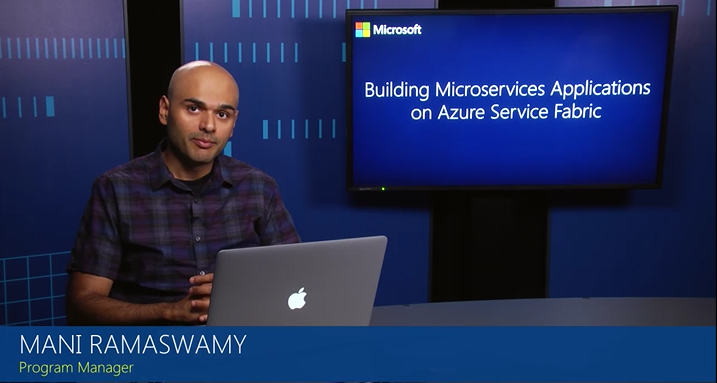 Microsoft
Building Microservices Applications
on Azure Service Fabric
MANI RAMASWAMY
Program Manager